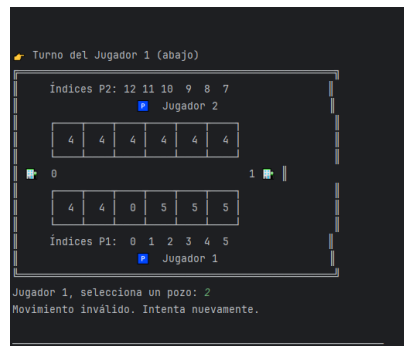 👉 Turno del Jugador 1 (abajo)
Índices P2: 12 11 10 9 8 7
🅿️ Jugador 2
4 4 4 4 4 4
0 1
4 4 0 5 5 5
Índices P1: 0 1 2 3 4 5
🅿️ Jugador 1
Jugador 1, selecciona un pozo: 2
Movimiento inválido. Intenta nuevamente.